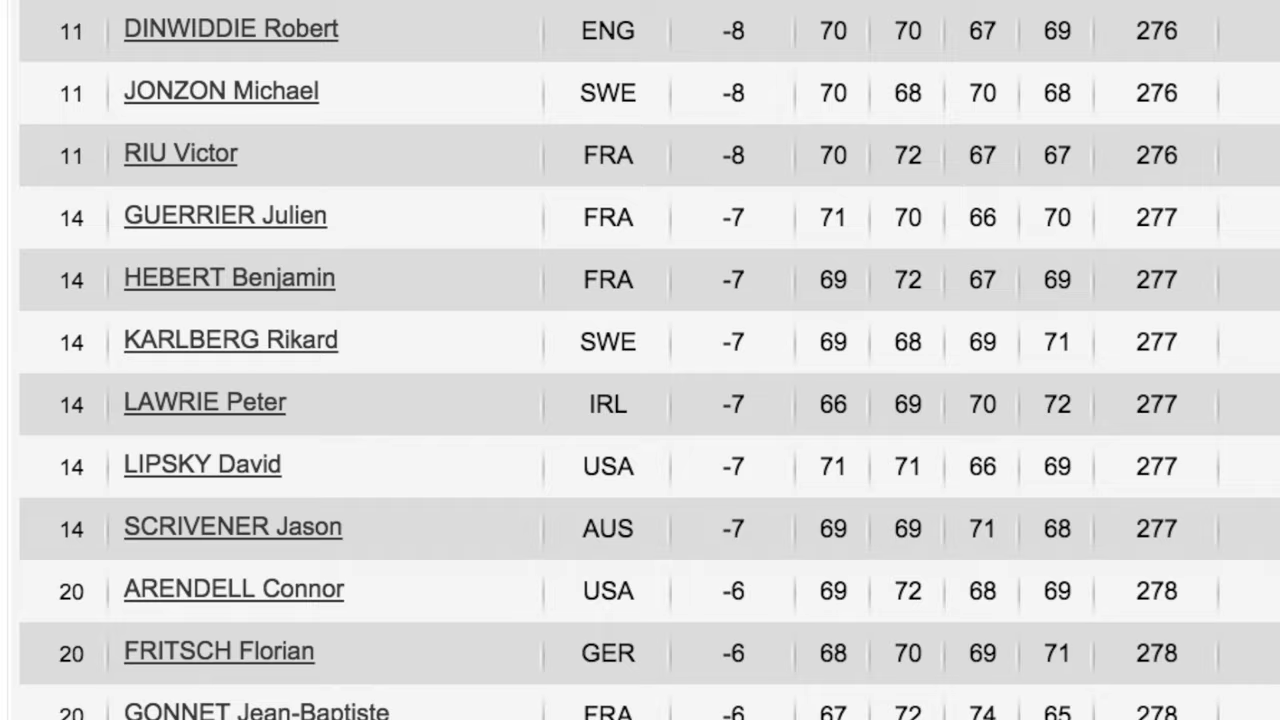 11 DINWIDDIE Robert ENG -8 70 70 67 69 276
11 JONZON Michael SWE -8 70 68 70 68 276
11 RIU Victor FRA -8 70 72 67 67 276
14 GUERRIER Julien FRA -7 71 70 66 70 277
14 HEBERT Benjamin FRA -7 69 72 67 69 277
14 KARLBERG Rikard SWE -7 69 68 69 71 277
14 LAWRIE Peter IRL -7 66 69 70 72 277
14 LIPSKY David USA -7 71 71 66 69 277
14 SCRIVENER Jason AUS -7 69 69 71 68 277
20 ARENDELL Connor USA -6 69 72 68 69 278
20 FRITSCH Florian GER -6 68 70 69 71 278
20 GONNET Jean-Baptiste FRA -6 67 72 74 65 278